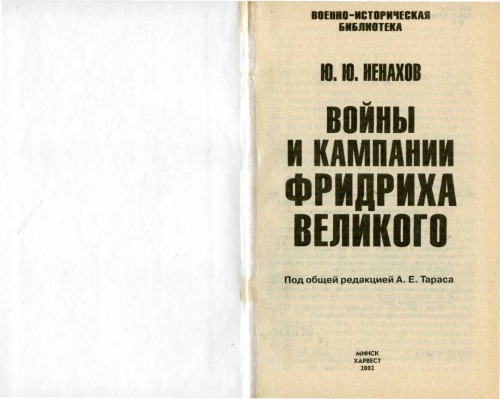 ВОЕННО-ИСТОРИЧЕСКАЯ
БИБЛИОТЕКА
Ю. Ю. НЕНАХОВ
ВОЙНЫ
И КАМПАНИИ
ФРИДРИХА
ВЕЛИКОГО
Под общей редакцией А. Е. Тараса
МИНСК
ХАРВЕСТ
2002